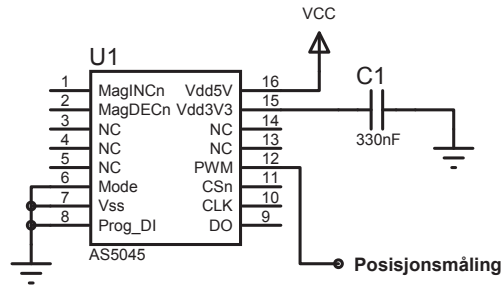 VCC
U1
1 MagINCn Vdd5V 16
2 MagDECn Vdd3V3 15
3 NC NC 14
4 NC NC 13
5 NC PWM 12
6 Mode CSn 11
7 Vss CLK 10
8 Prog_DI DO 9
AS5045
C1
330nF
Posisjonsmåling